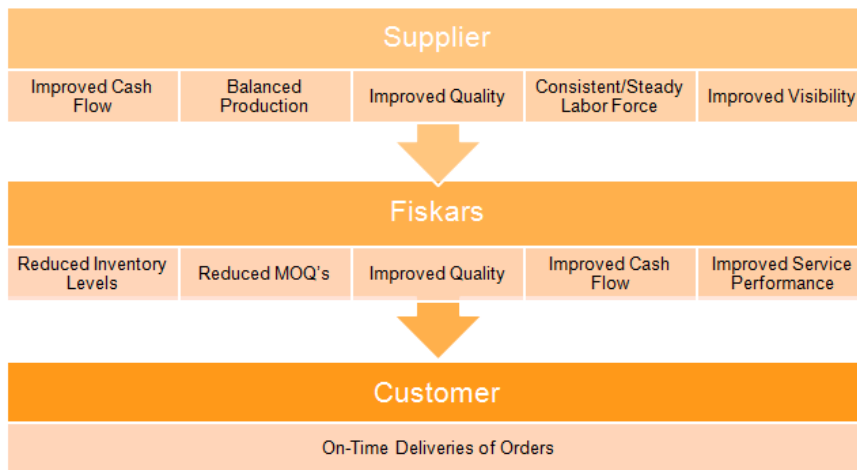 Supplier
Improved Cash
Flow
Balanced
Production
Improved Quality
Consistent/Steady
Labor Force
Improved Visibility
Fiskars
Reduced Inventory
Levels
Reduced MOQ's
Improved Quality
Improved Cash
Flow
Improved Service
Performance
Customer
On-Time Deliveries of Orders